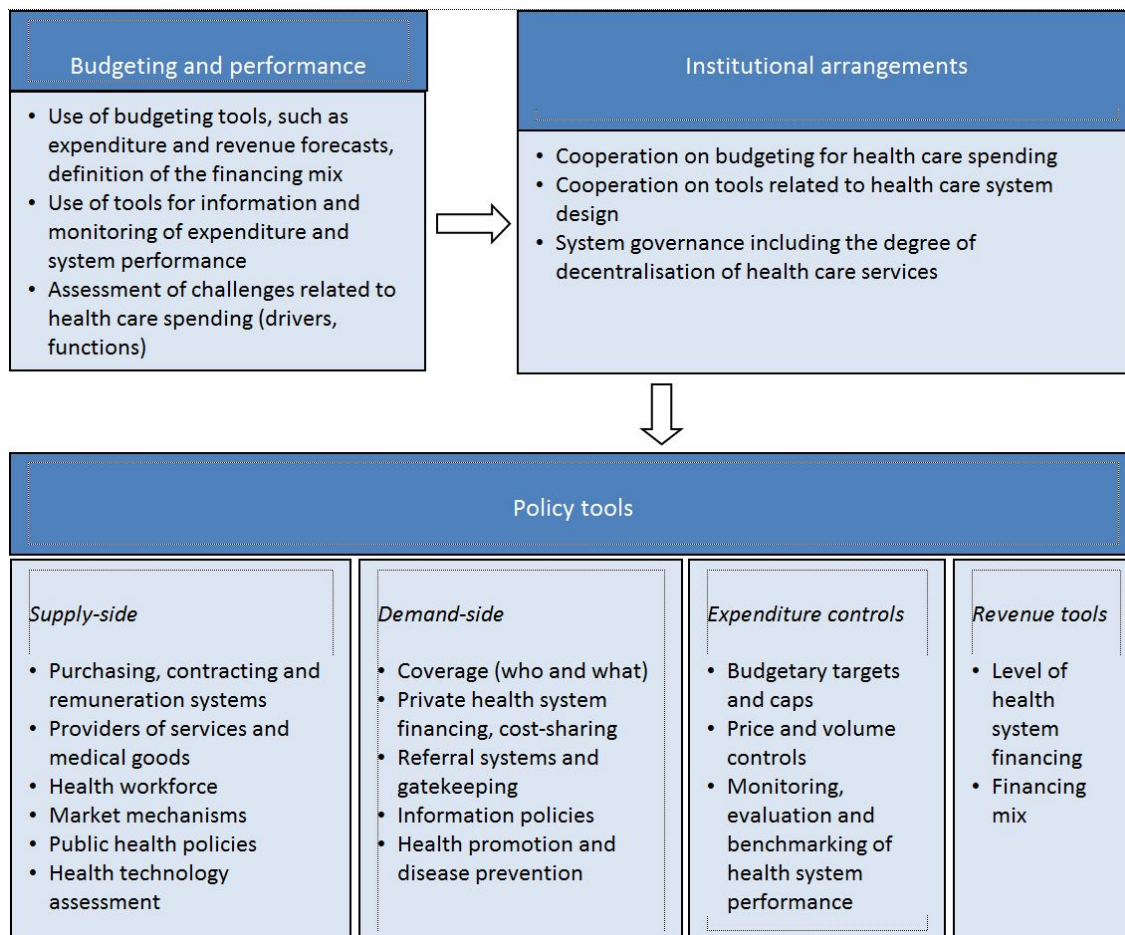 Budgeting and performance
• Use of budgeting tools, such as
expenditure and revenue forecasts,
definition of the financing mix
• Use of tools for information and
monitoring of expenditure and
system performance
• Assessment of challenges related to
health care spending (drivers,
functions)
Institutional arrangements
• Cooperation on budgeting for health care spending
• Cooperation on tools related to health care system
design
• System governance including the degree of
decentralisation of health care services
Policy tools
Supply-side
• Purchasing, contracting and
remuneration systems
• Providers of services and
medical goods
• Health workforce
• Market mechanisms
• Public health policies
• Health technology
assessment
Demand-side
• Coverage (who and what)
• Private health system
financing, cost-sharing
• Referral systems and
gatekeeping
• Information policies
• Health promotion and
disease prevention
Expenditure controls
• Budgetary targets
and caps
• Price and volume
controls
• Monitoring,
evaluation and
benchmarking of
health system
performance
Revenue tools
• Level of
health
system
financing
• Financing
mix